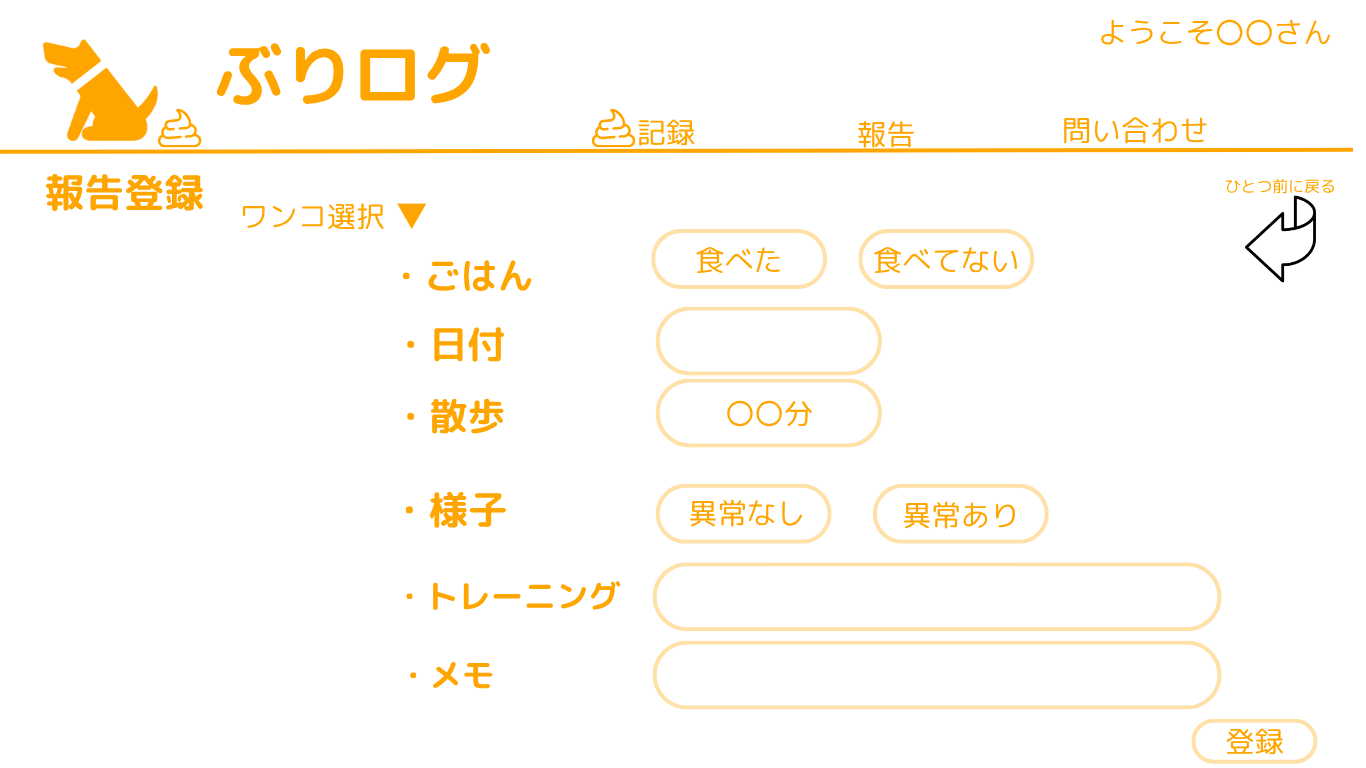 ようこそ〇〇さん
ぶりログ
記録 報告 問い合わせ
報告登録
ひとつ前に戻る
ワンコ選択 ▼
・ごはん 食べた 食べてない
・日付
・散歩 〇〇分
・様子 異常なし 異常あり
・トレーニング
・メモ
登録